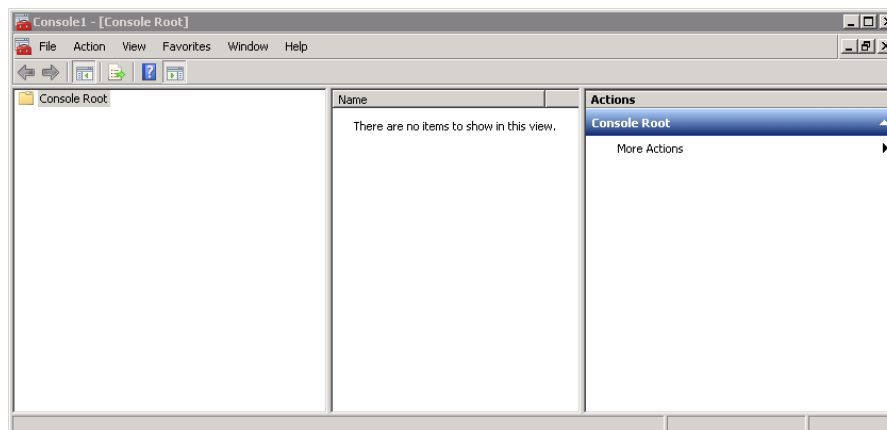 Console1 - [Console Root]
File Action View Favorites Window Help
Console Root
Name
There are no items to show in this view.
Actions
Console Root
More Actions